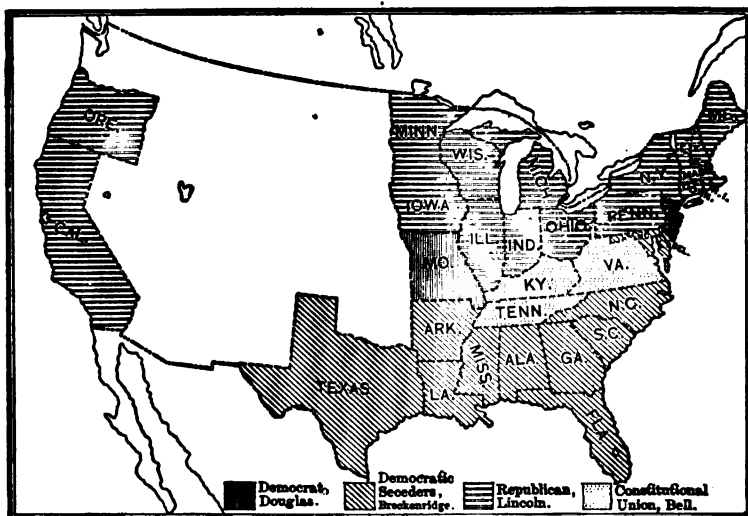 ORE.
CAL.
MINN.
WIS.
IOWA
ILL.
IND.
OHIO.
PENN.
N.Y.
ME.
MO.
KY.
VA.
TENN.
N.C.
S.C.
ARK.
MISS.
ALA.
GA.
LA.
TEXAS
FLA.
Democrat,
Douglas.
Democratic
Seceders,
Breckenridge.
Republican,
Lincoln.
Constitutional
Union, Bell.